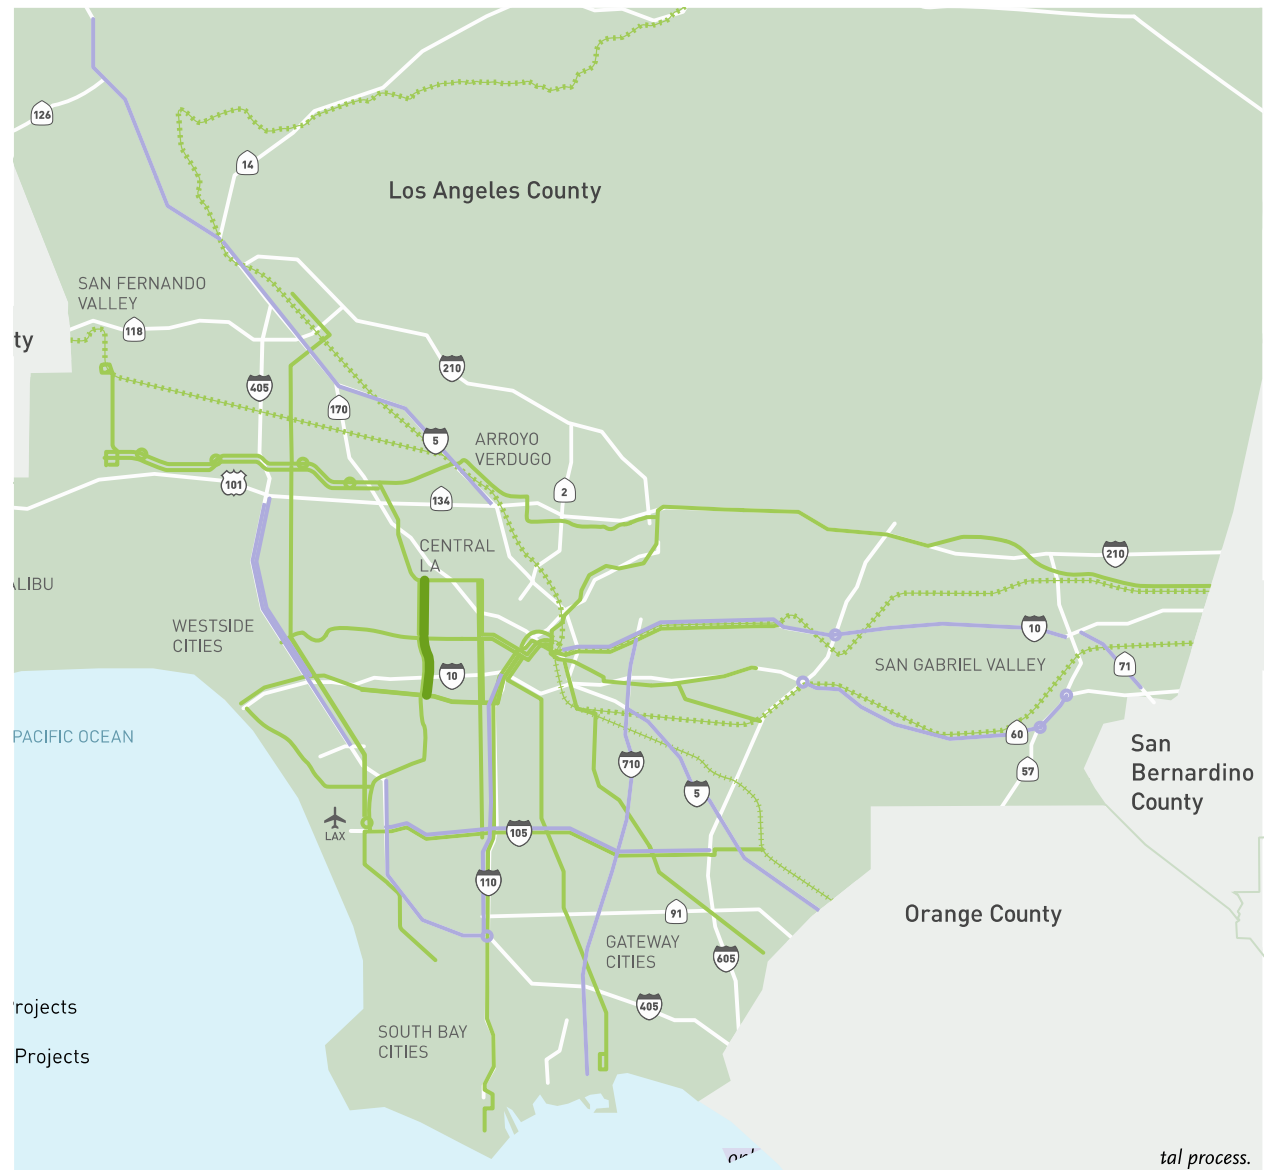 126
14
Los Angeles County
SAN FERNANDO
VALLEY
118
ty
210
405
170
5
ARROYO
VERDUGO
101
134
2
CENTRAL
LA
210
ALIBU
WESTSIDE
CITIES
10
10
SAN GABRIEL VALLEY
71
PACIFIC OCEAN
60
San
Bernardino
County
710
57
5
LAX
105
110
91
Orange County
GATEWAY
CITIES
605
405
rojects
SOUTH BAY
CITIES
Projects
tal process.